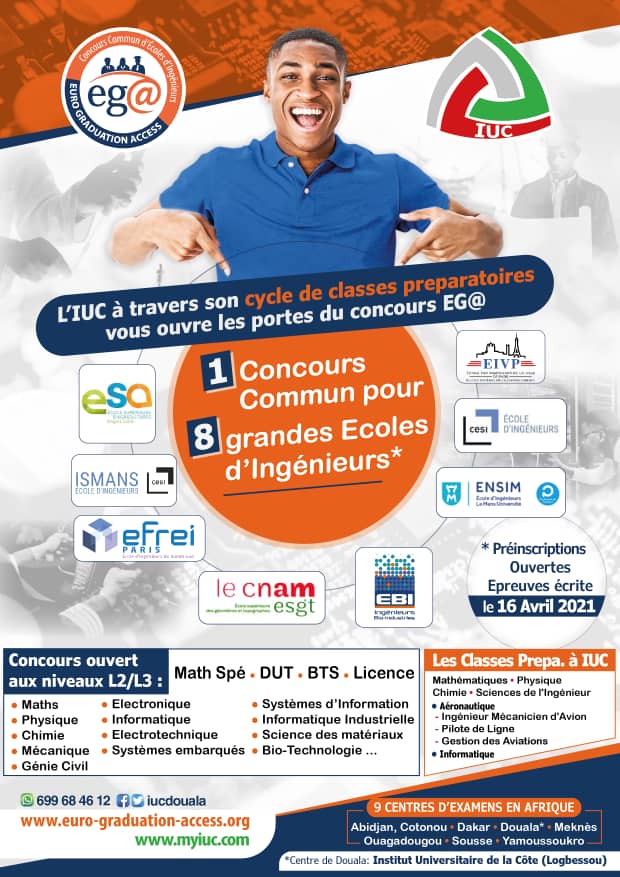 Concours Commun d'Ecoles d'Ingénieurs
eg@
EURO GRADUATION ACCESS
IUC
L'IUC à travers son cycle de classes preparatoires
vous ouvre les portes du concours EG@
1 Concours
Commun pour
8 grandes Ecoles
d'Ingénieurs*
esa
EIVP
cesi ÉCOLE
D'INGÉNIEURS
ISMANS
ÉCOLE D'INGÉNIEURS
cesi
ENSIM
École d'ingénieurs
Le Mans Université
efrei
PARIS
le cnam
esgt
École supérieure
des géomètres et topographes
EBI
Ingénieurs
Bio-industries
* Préinscriptions
Ouvertes
Epreuves écrite
le 16 Avril 2021
Concours ouvert
aux niveaux L2/L3 :
Math Spé . DUT . BTS . Licence
• Maths
• Physique
• Chimie
• Mécanique
• Génie Civil
• Electronique
• Informatique
• Electrotechnique
• Systèmes embarqués
• Systèmes d'Information
• Informatique Industrielle
• Science des matériaux
• Bio-Technologie ...
Les Classes Prepa. à IUC
Mathématiques • Physique
Chimie • Sciences de l'Ingénieur
• Aéronautique
- Ingénieur Mécanicien d'Avion
- Pilote de Ligne
- Gestion des Aviations
• Informatique
699 68 46 12 iucdouala
www.euro-graduation-access.org
www.myiuc.com
9 CENTRES D'EXAMENS EN AFRIQUE
Abidjan, Cotonou • Dakar • Douala* • Meknès
Ouagadougou • Sousse • Yamoussoukro
*Centre de Douala: Institut Universitaire de la Côte (Logbessou)